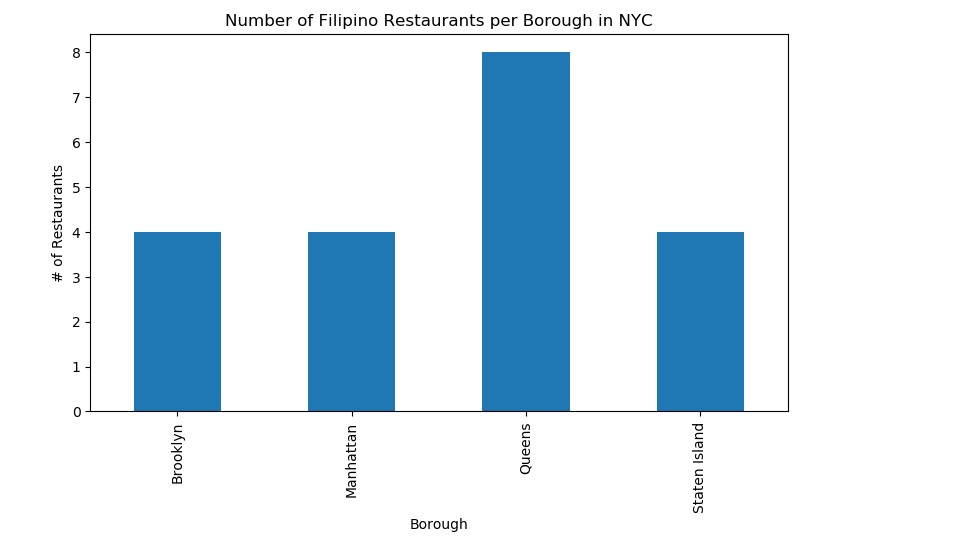 Number of Filipino Restaurants per Borough in NYC
# of Restaurants
8
7
6
5
4
3
2
1
0
Brooklyn
Manhattan
Queens
Staten Island
Borough